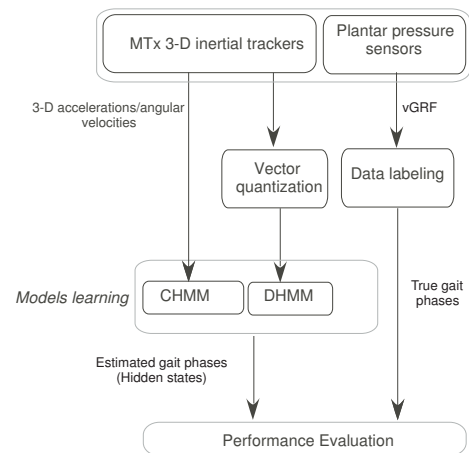 MTx 3-D inertial trackers
Plantar pressure
sensors
3-D accelerations/angular
velocities
vGRF
Vector
quantization
Data labeling
Models learning
CHMM
DHMM
True gait
phases
Estimated gait phases
(Hidden states)
Performance Evaluation